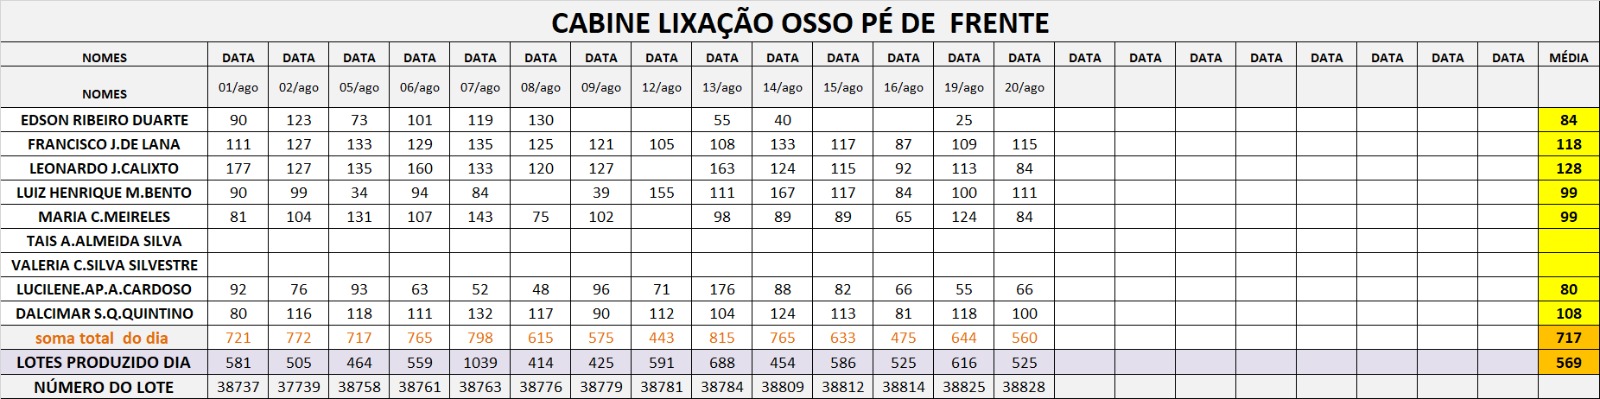 CABINE LIXAÇÃO OSSO PÉ DE FRENTE
NOMES DATA DATA DATA DATA DATA DATA DATA DATA DATA DATA DATA DATA DATA DATA DATA DATA DATA DATA DATA DATA DATA DATA MÉDIA
NOMES 01/ago 02/ago 05/ago 06/ago 07/ago 08/ago 09/ago 12/ago 13/ago 14/ago 15/ago 16/ago 19/ago 20/ago
EDSON RIBEIRO DUARTE 90 123 73 101 119 130 55 40 25 84
FRANCISCO J.DE LANA 111 127 133 129 135 125 121 105 108 133 117 87 109 115 118
LEONARDO J.CALIXTO 177 127 135 160 133 120 127 163 124 115 92 113 84 128
LUIZ HENRIQUE M.BENTO 90 99 34 94 84 39 155 111 167 117 84 100 111 99
MARIA C.MEIRELES 81 104 131 107 143 75 102 98 89 89 65 124 84 99
TAIS A.ALMEIDA SILVA
VALERIA C.SILVA SILVESTRE
LUCILENE.AP.A.CARDOSO 92 76 93 63 52 48 96 71 176 88 82 66 55 66 80
DALCIMAR S.Q.QUINTINO 80 116 118 111 132 117 90 112 104 124 113 81 118 100 108
soma total do dia 721 772 717 765 798 615 575 443 815 765 633 475 644 560 717
LOTES PRODUZIDO DIA 581 505 464 559 1039 414 425 591 688 454 586 525 616 525 569
NÚMERO DO LOTE 38737 37739 38758 38761 38763 38776 38779 38781 38784 38809 38812 38814 38825 38828